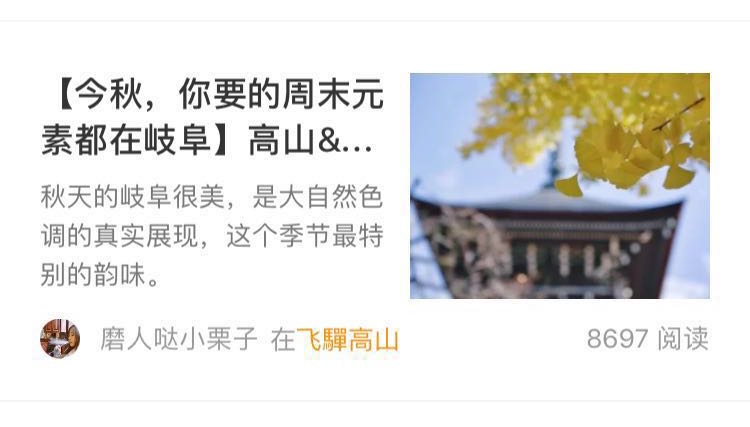 【今秋，你要的周末元
素都在岐阜】高山&...
秋天的岐阜很美，是大自然色
调的真实展现，这个季节最特
别的韵味。
磨人哒小栗子 在飞驒高山
8697 阅读